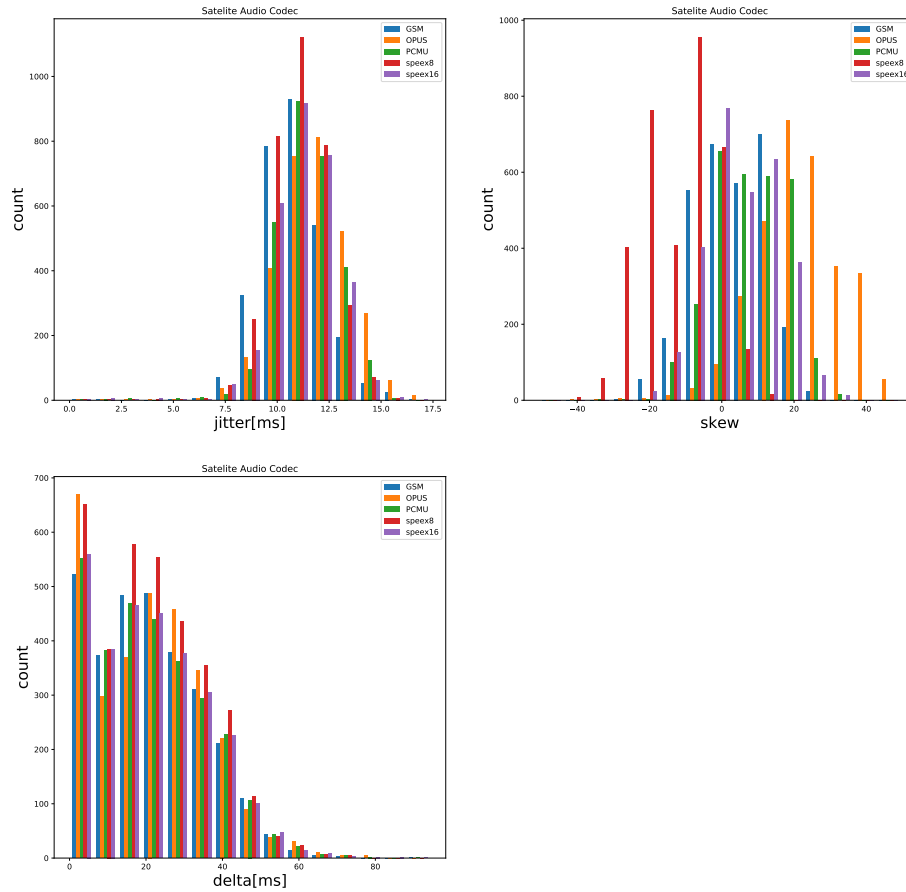 Satelite Audio Codec
GSM
OPUS
PCMU
speex8
speex16
count
1000
800
600
400
200
0
0.0 2.5 5.0 7.5 10.0 12.5 15.0 17.5
jitter[ms]
Satelite Audio Codec
GSM
OPUS
PCMU
speex8
speex16
count
1000
800
600
400
200
0
−40 −20 0 20 40
skew
Satelite Audio Codec
GSM
OPUS
PCMU
speex8
speex16
count
700
600
500
400
300
200
100
0
0 20 40 60 80
delta[ms]